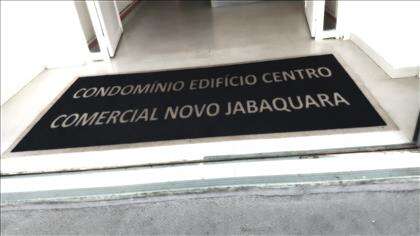 CONDOMÍNIO EDIFÍCIO CENTRO
COMERCIAL NOVO JABAQUARA